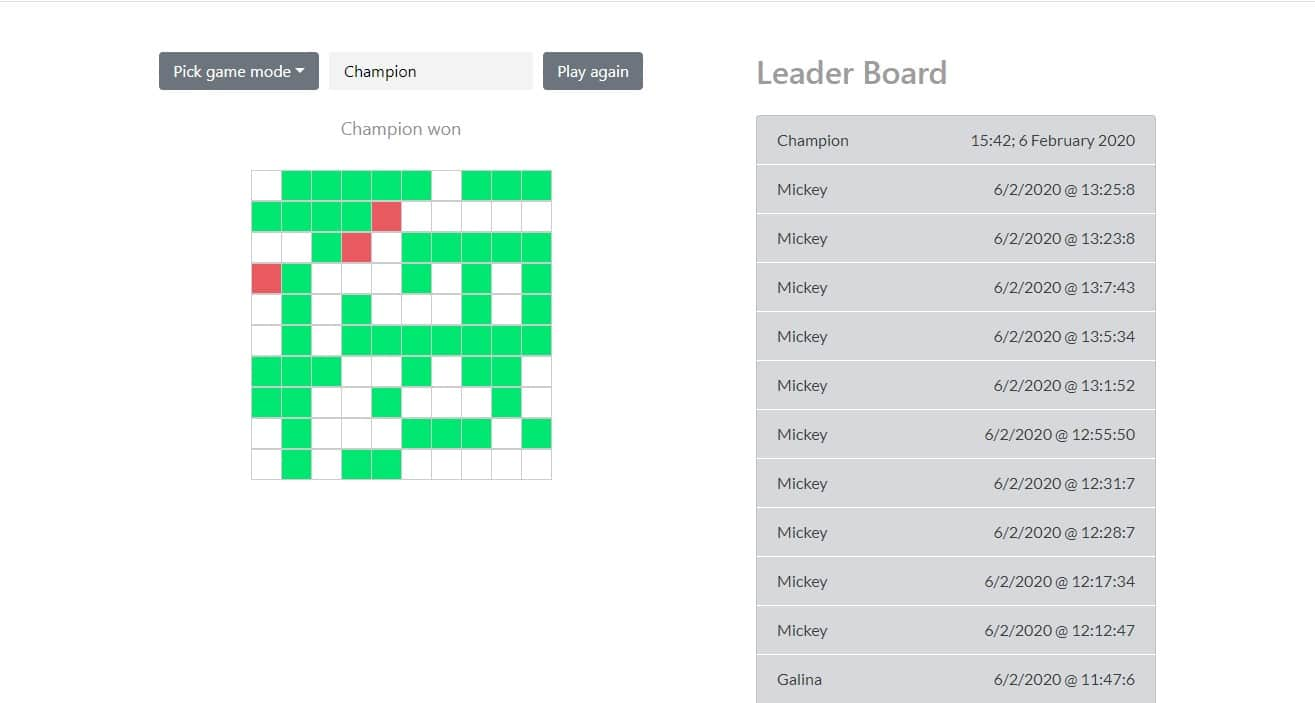 Pick game mode
Champion
Play again
Champion won
Leader Board
Champion 15:42; 6 February 2020
Mickey 6/2/2020 @ 13:25:8
Mickey 6/2/2020 @ 13:23:8
Mickey 6/2/2020 @ 13:7:43
Mickey 6/2/2020 @ 13:5:34
Mickey 6/2/2020 @ 13:1:52
Mickey 6/2/2020 @ 12:55:50
Mickey 6/2/2020 @ 12:31:7
Mickey 6/2/2020 @ 12:28:7
Mickey 6/2/2020 @ 12:17:34
Mickey 6/2/2020 @ 12:12:47
Galina 6/2/2020 @ 11:47:6